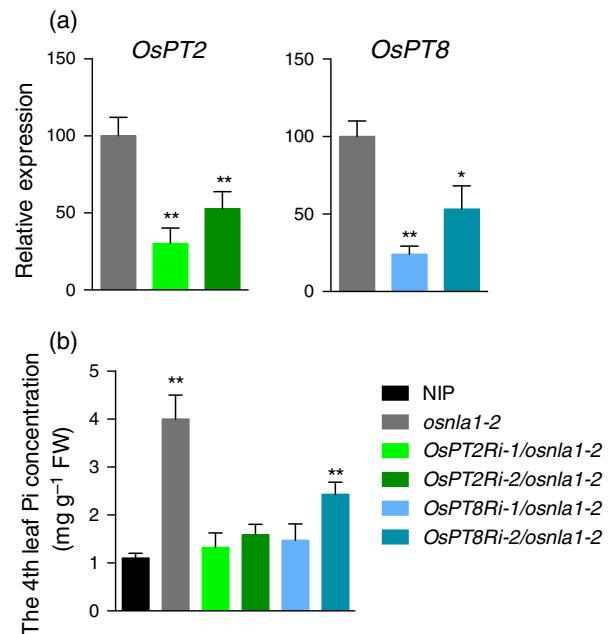 (a)
OsPT2
OsPT8
Relative expression
150
100
50
0
**
**
150
100
50
0
**
*
(b)
The 4th leaf Pi concentration
(mg g⁻¹ FW)
5
4
3
2
1
0
**
**
NIP
osnla1-2
OsPT2Ri-1/osnla1-2
OsPT2Ri-2/osnla1-2
OsPT8Ri-1/osnla1-2
OsPT8Ri-2/osnla1-2